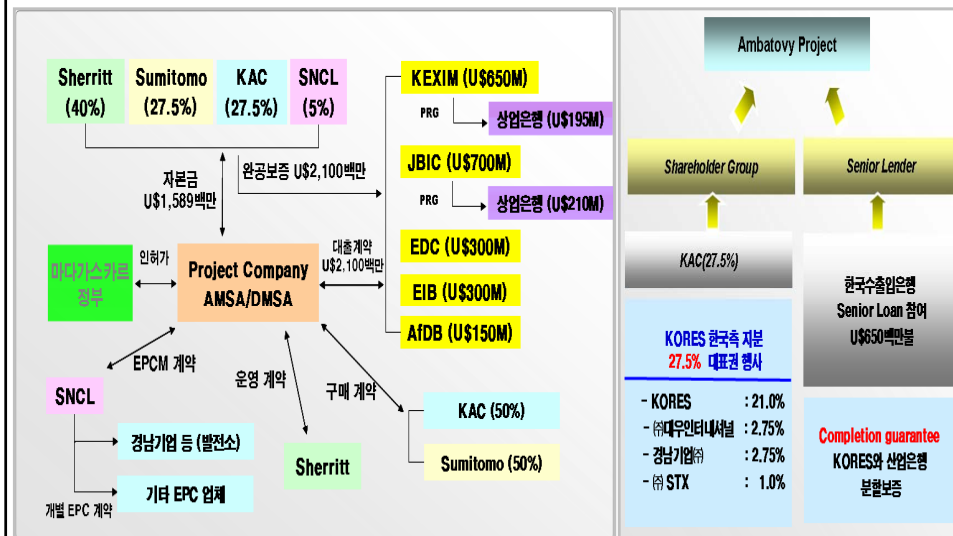 Sherritt
(40%)
Sumitomo
(27.5%)
KAC
(27.5%)
SNCL
(5%)
자본금
U$1,589백만
완공보증 U$2,100백만
KEXIM (U$650M)
PRG
상업은행 (U$195M)
JBIC (U$700M)
PRG
상업은행 (U$210M)
EDC (U$300M)
EIB (U$300M)
AfDB (U$150M)
마다가스카르
정부
인허가
Project Company
AMSA/DMSA
대출계약
U$2,100백만
EPCM 계약
운영 계약
구매 계약
SNCL
경남기업 등 (발전소)
기타 EPC 업체
개별 EPC 계약
Sherritt
KAC (50%)
Sumitomo (50%)
Ambatovy Project
Shareholder Group
Senior Lender
KAC(27.5%)
한국수출입은행
Senior Loan 참여
U$650백만불
KORES 한국측 지분
27.5% 대표권 행사
- KORES : 21.0%
- ㈜대우인터내셔널 : 2.75%
- 경남기업㈜ : 2.75%
- ㈜ STX : 1.0%
Completion guarantee
KORES와 산업은행
분할보증